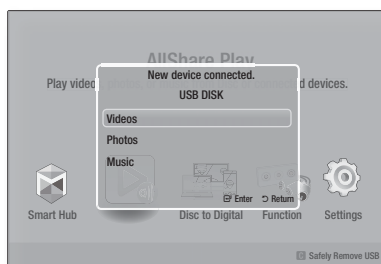 AllShare Play
New device connected.
Play video d devices.
USB DISK
Videos
Photos
Music
Enter Return
Smart Hub Disc to Digital Function Settings
Safely Remove USB